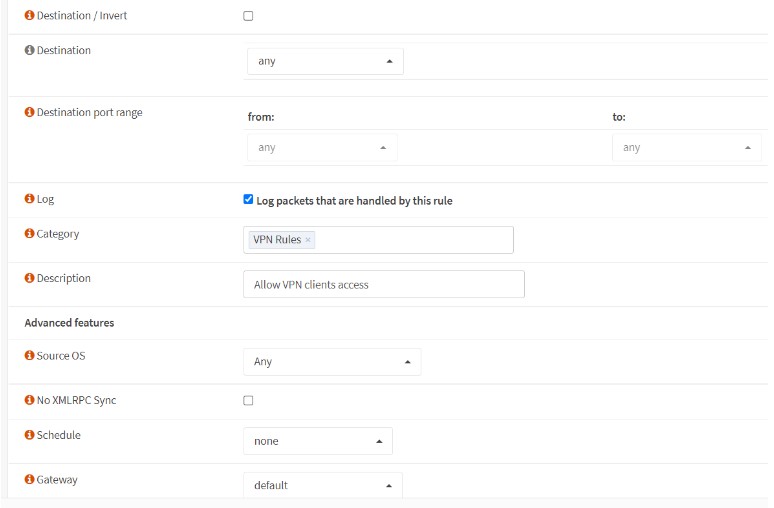 Destination / Invert
Destination
any
Destination port range
from:
to:
any
any
Log
Log packets that are handled by this rule
Category
VPN Rules ×
Description
Allow VPN clients access
Advanced features
Source OS
Any
No XMLRPC Sync
Schedule
none
Gateway
default